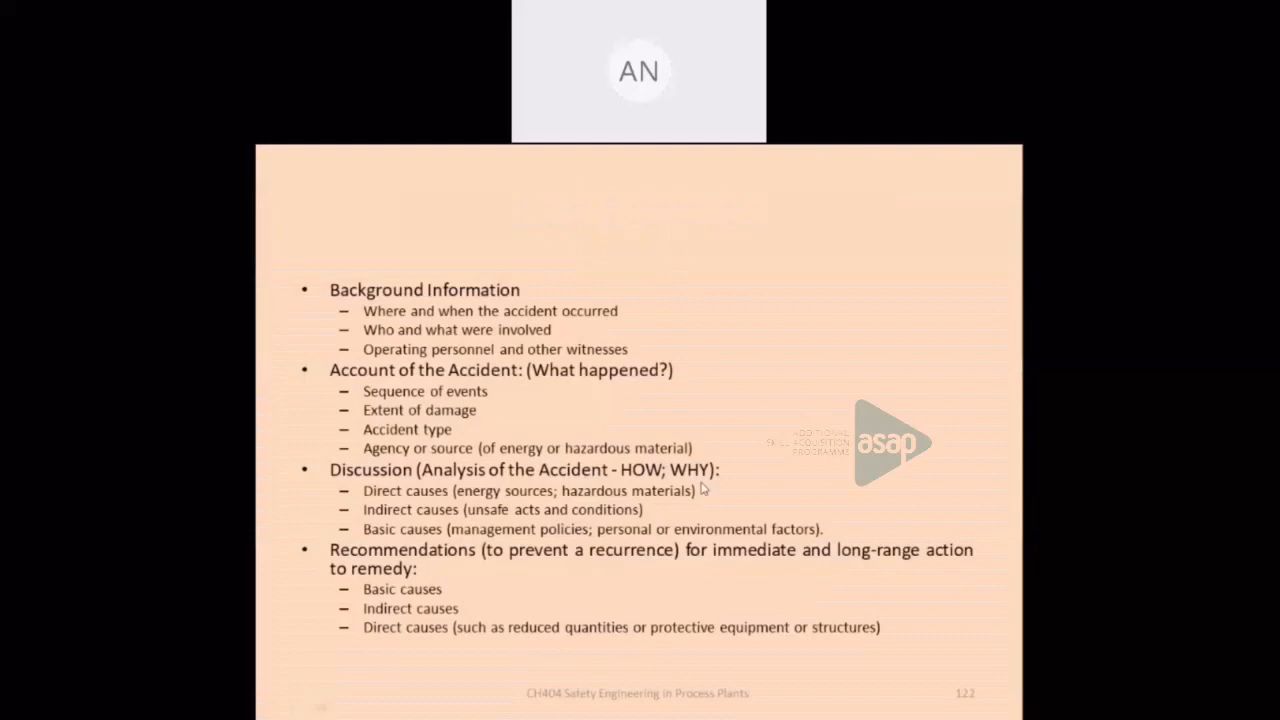 AN
• Background Information
– Where and when the accident occurred
– Who and what were involved
– Operating personnel and other witnesses
• Account of the Accident: (What happened?)
– Sequence of events
– Extent of damage
– Accident type
– Agency or source (of energy or hazardous material)
ADDITIONAL
SKILL ACQUISITION
PROGRAMME
asap
• Discussion (Analysis of the Accident - HOW; WHY):
– Direct causes (energy sources; hazardous materials)
– Indirect causes (unsafe acts and conditions)
– Basic causes (management policies; personal or environmental factors).
• Recommendations (to prevent a recurrence) for immediate and long-range action
to remedy:
– Basic causes
– Indirect causes
– Direct causes (such as reduced quantities or protective equipment or structures)
CH404 Safety Engineering in Process Plants
122